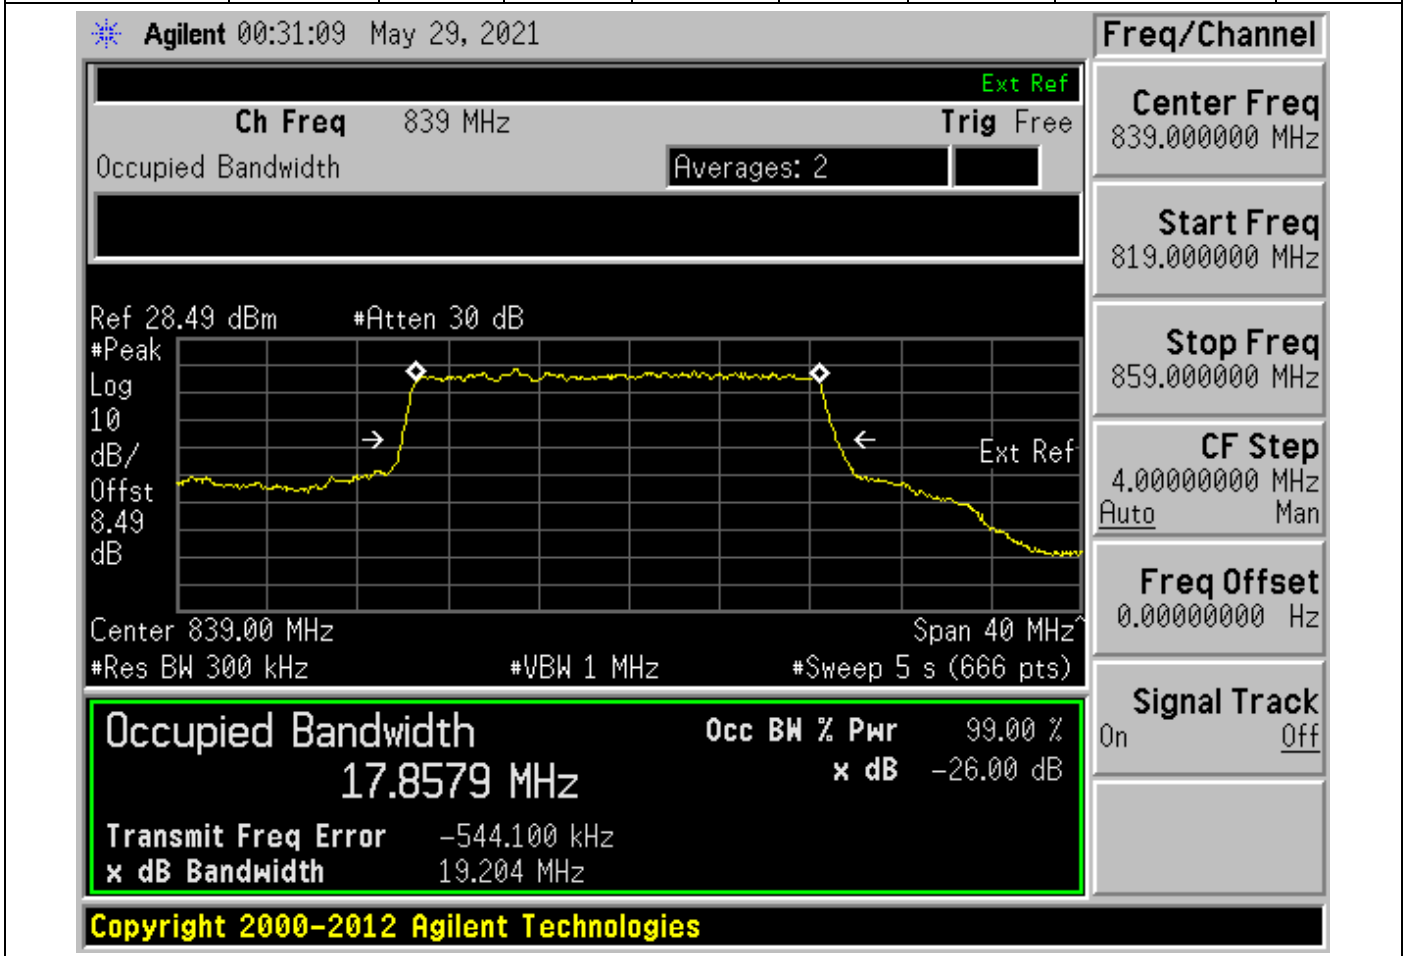 Agilent 00:31:09 May 29, 2021
Freq/Channel
Ext Ref
Ch Freq 839 MHz Trig Free
Occupied Bandwidth Averages: 2
Ref 28.49 dBm #Atten 30 dB
#Peak
Log
10
dB/
Offst
8.49
dB
Ext Ref
Center 839.00 MHz Span 40 MHz^
#Res BW 300 kHz #VBW 1 MHz #Sweep 5 s (666 pts)
Occupied Bandwidth
17.8579 MHz
Occ BW % Pwr 99.00 %
x dB -26.00 dB
Transmit Freq Error -544.100 kHz
x dB Bandwidth 19.204 MHz
Center Freq
839.000000 MHz
Start Freq
819.000000 MHz
Stop Freq
859.000000 MHz
CF Step
4.00000000 MHz
Auto Man
Freq Offset
0.00000000 Hz
Signal Track
On Off
Copyright 2000-2012 Agilent Technologies